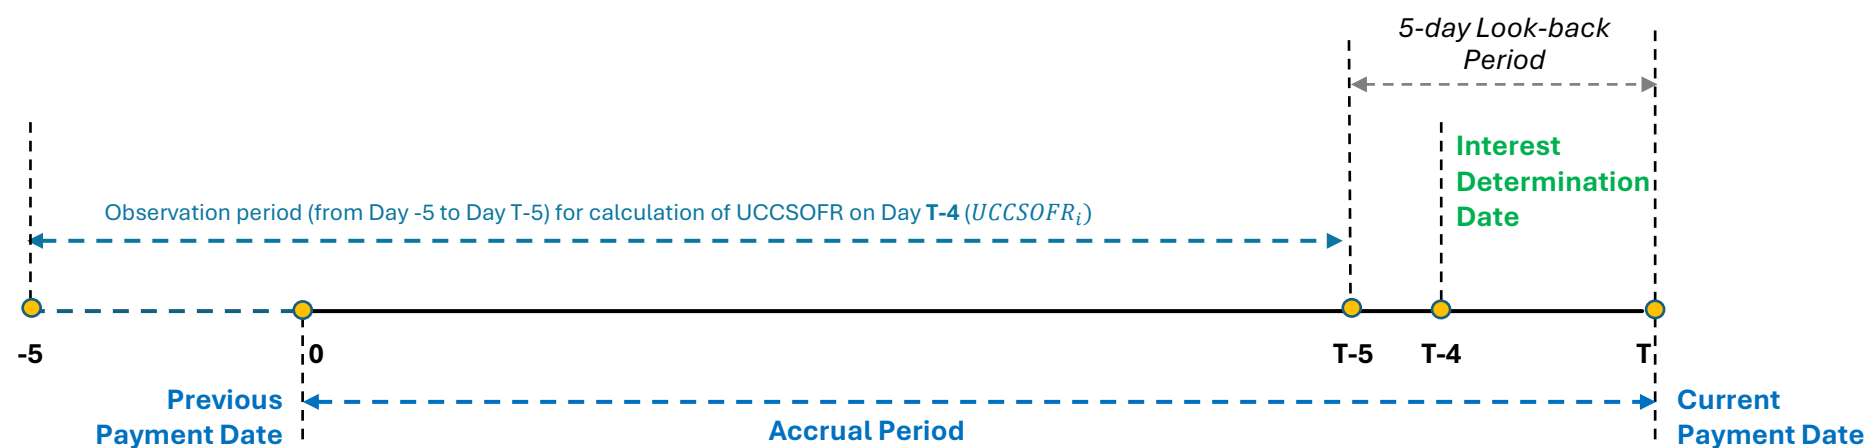 5-day Look-back
Period
Interest
Determination
Date
Observation period (from Day -5 to Day T-5) for calculation of UCCSOFR on Day T-4 (UCCSOFRᵢ)
-5
0
T-5
T-4
T
Previous
Payment Date
Accrual Period
Current
Payment Date